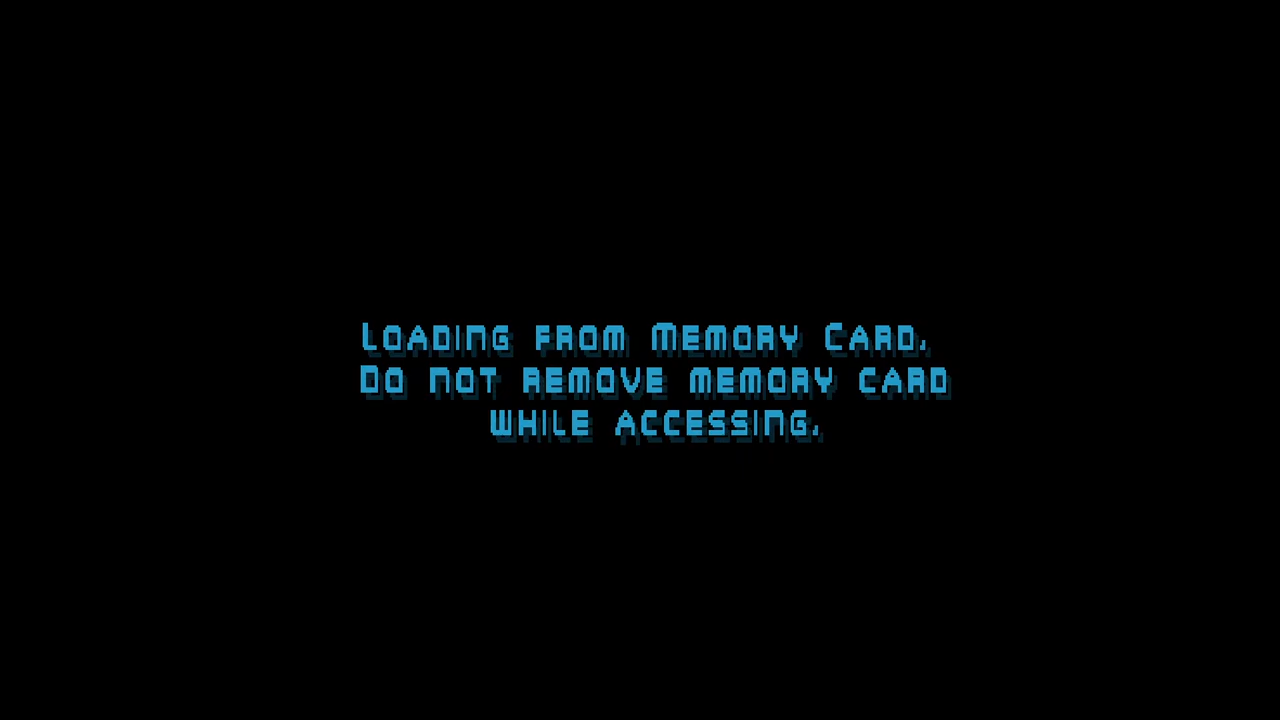 Loading from Memory Card.
Do not remove memory card
while accessing.